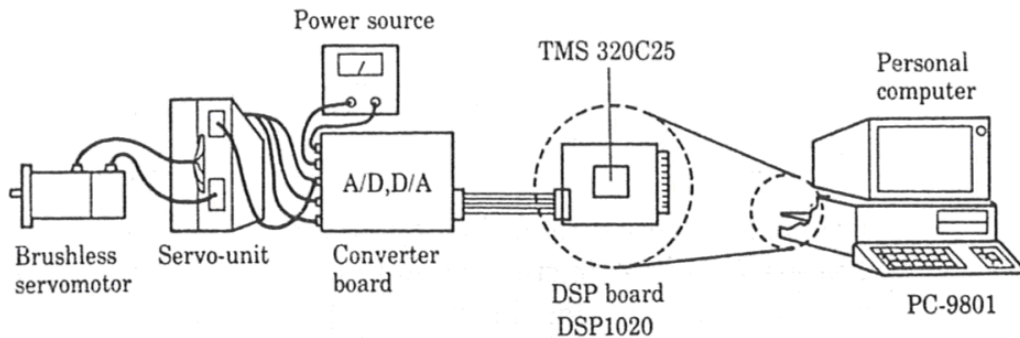 Power source
TMS 320C25
Personal
computer
A/D,D/A
Brushless
servomotor
Servo-unit
Converter
board
DSP board
DSP1020
PC-9801